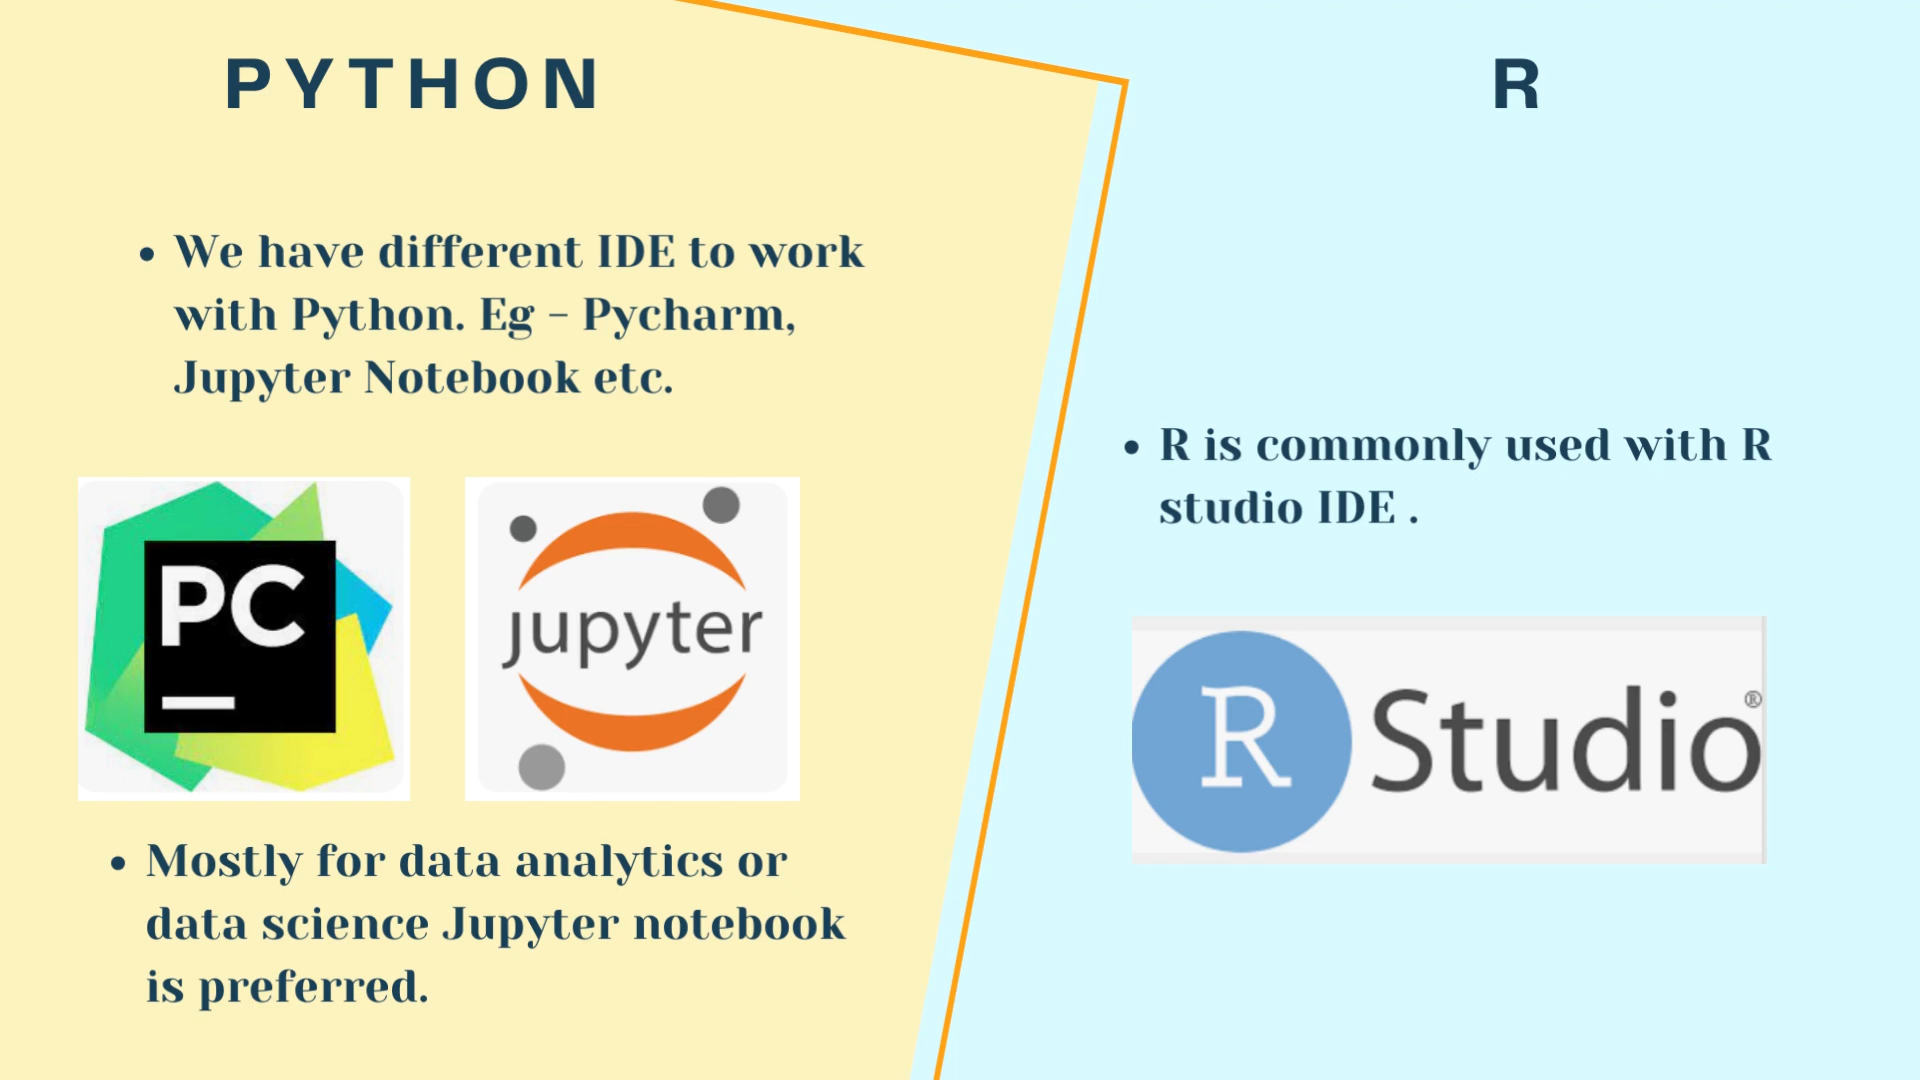 PYTHON
• We have different IDE to work
with Python. Eg - Pycharm,
Jupyter Notebook etc.
PC
jupyter
• Mostly for data analytics or
data science Jupyter notebook
is preferred.
R
• R is commonly used with R
studio IDE .
R Studio®